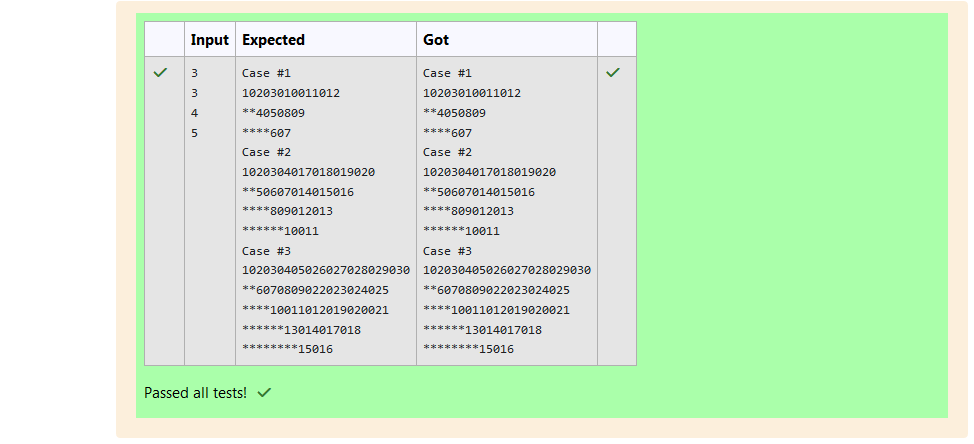 Input Expected Got
3 Case #1 Case #1
3 10203010011012 10203010011012
4 **4050809 **4050809
5 ****607 ****607
Case #2 Case #2
1020304017018019020 1020304017018019020
**50607014015016 **50607014015016
****809012013 ****809012013
******10011 ******10011
Case #3 Case #3
102030405026027028029030 102030405026027028029030
**6070809022023024025 **6070809022023024025
****10011012019020021 ****10011012019020021
******13014017018 ******13014017018
********15016 ********15016
Passed all tests!